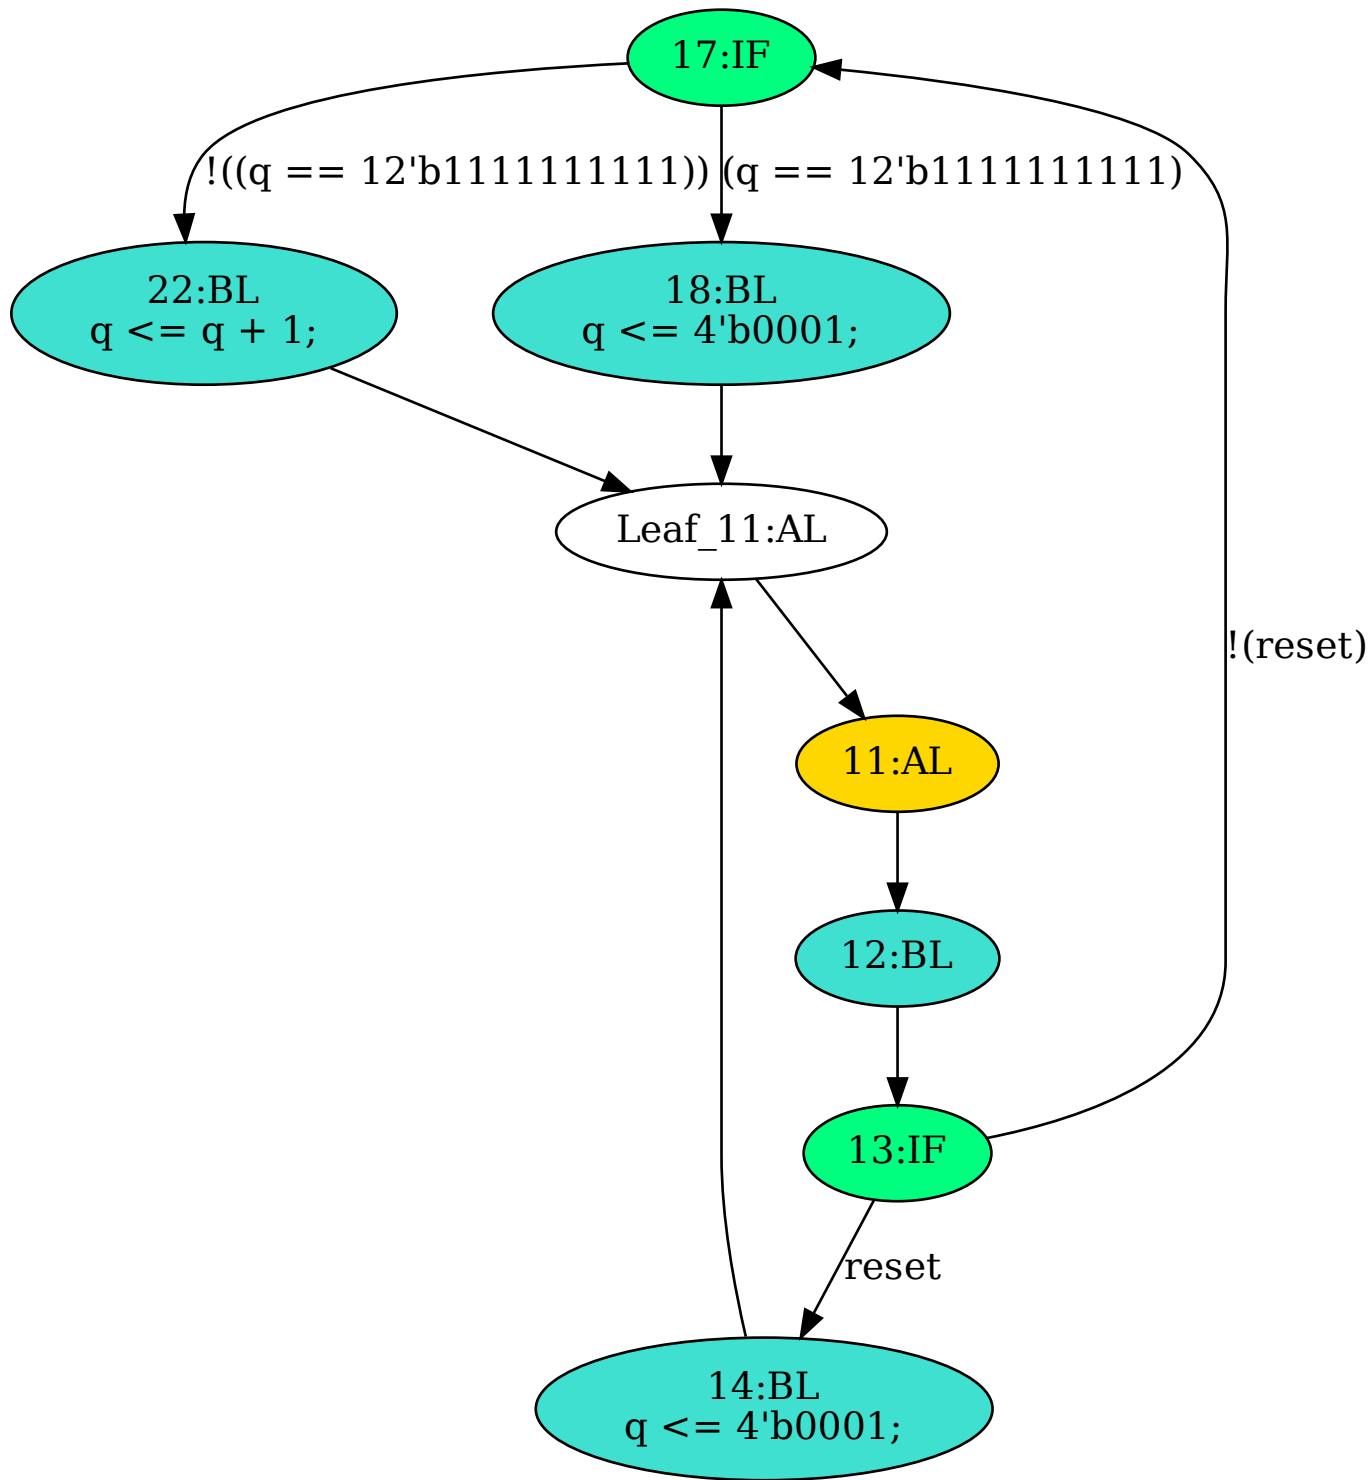 17:IF
!((q == 12'b1111111111))
(q == 12'b1111111111)
22:BL
q <= q + 1;
18:BL
q <= 4'b0001;
Leaf_11:AL
!(reset)
11:AL
12:BL
13:IF
reset
14:BL
q <= 4'b0001;